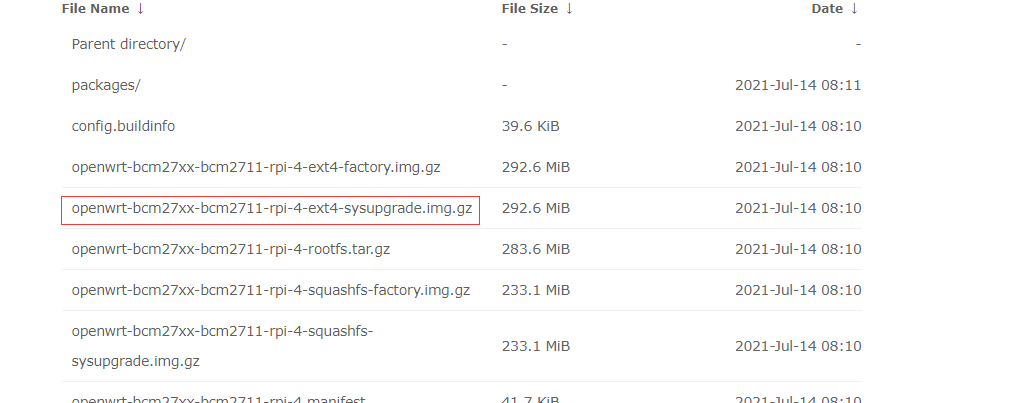 File Name ↓ File Size ↓ Date ↓
Parent directory/ - -
packages/ - 2021-Jul-14 08:11
config.buildinfo 39.6 KiB 2021-Jul-14 08:10
openwrt-bcm27xx-bcm2711-rpi-4-ext4-factory.img.gz 292.6 MiB 2021-Jul-14 08:10
openwrt-bcm27xx-bcm2711-rpi-4-ext4-sysupgrade.img.gz 292.6 MiB 2021-Jul-14 08:10
openwrt-bcm27xx-bcm2711-rpi-4-rootfs.tar.gz 283.6 MiB 2021-Jul-14 08:10
openwrt-bcm27xx-bcm2711-rpi-4-squashfs-factory.img.gz 233.1 MiB 2021-Jul-14 08:10
openwrt-bcm27xx-bcm2711-rpi-4-squashfs-
sysupgrade.img.gz 233.1 MiB 2021-Jul-14 08:10
openwrt-bcm27xx-bcm2711-rpi-4.manifest 41.7 KiB 2021-Jul-14 08:10